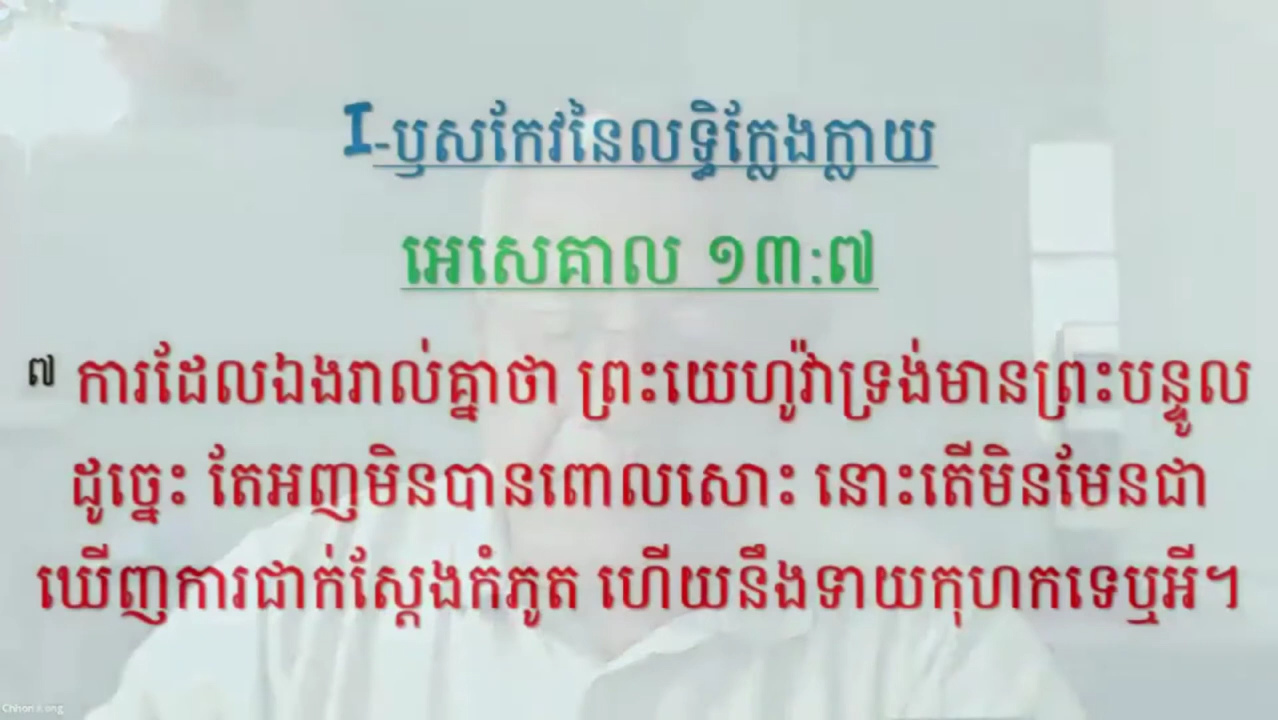 I-ឫសកែវនៃលទ្ធិក្លែងក្លាយ
អេសេគាល ១៣:៧
៧ ការដែលឯងរាល់គ្នាថា ព្រះយេហូវ៉ាទ្រង់មានព្រះបន្ទូល
ដូច្នេះ តែអញមិនបានពោលសោះ នោះតើមិនមែនជា
ឃើញការជាក់ស្តែងកំភូត ហើយនឹងទាយកុហកទេឬអី។